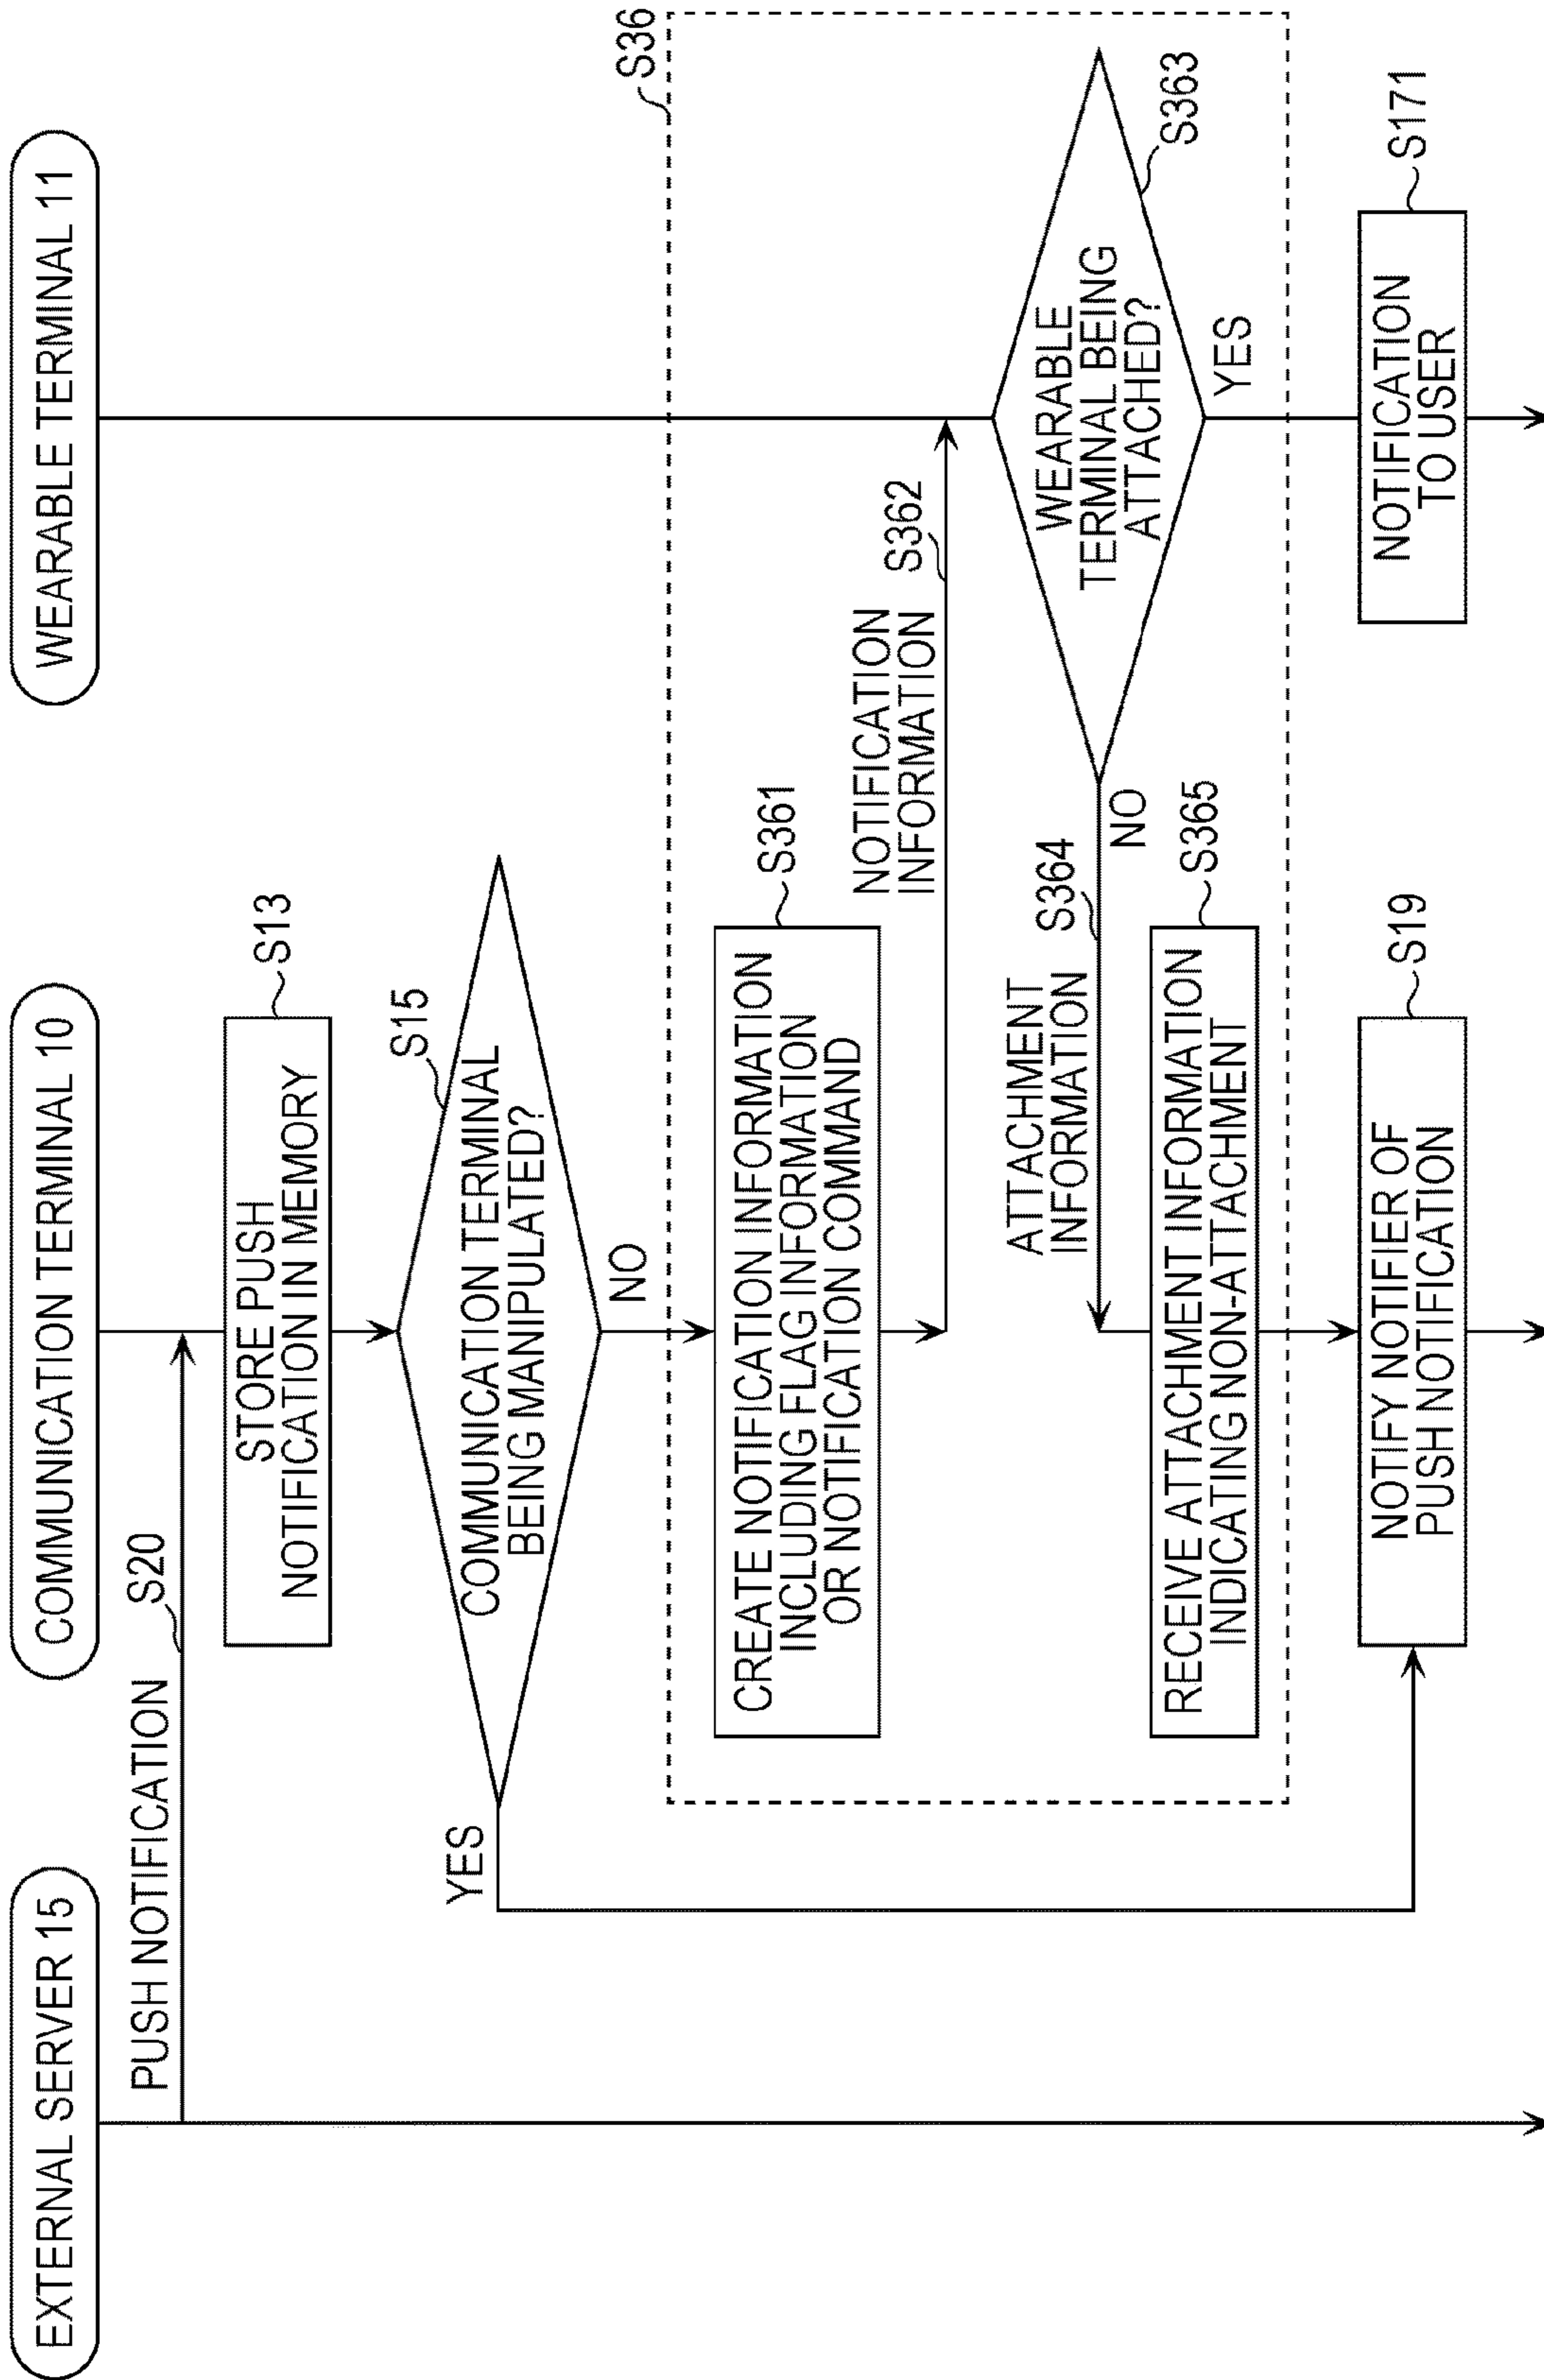 EXTERNAL SERVER 15
COMMUNICATION TERMINAL 10
WEARABLE TERMINAL 11
PUSH NOTIFICATION
S20
STORE PUSH
NOTIFICATION IN MEMORY
S13
COMMUNICATION TERMINAL
BEING MANIPULATED?
S15
YES
NO
S36
CREATE NOTIFICATION INFORMATION
INCLUDING FLAG INFORMATION
OR NOTIFICATION COMMAND
S361
NOTIFICATION
INFORMATION
S362
WEARABLE
TERMINAL BEING
ATTACHED?
S363
NO
YES
ATTACHMENT
INFORMATION
S364
RECEIVE ATTACHMENT INFORMATION
INDICATING NON-ATTACHMENT
S365
NOTIFY NOTIFIER OF
PUSH NOTIFICATION
S19
NOTIFICATION
TO USER
S171